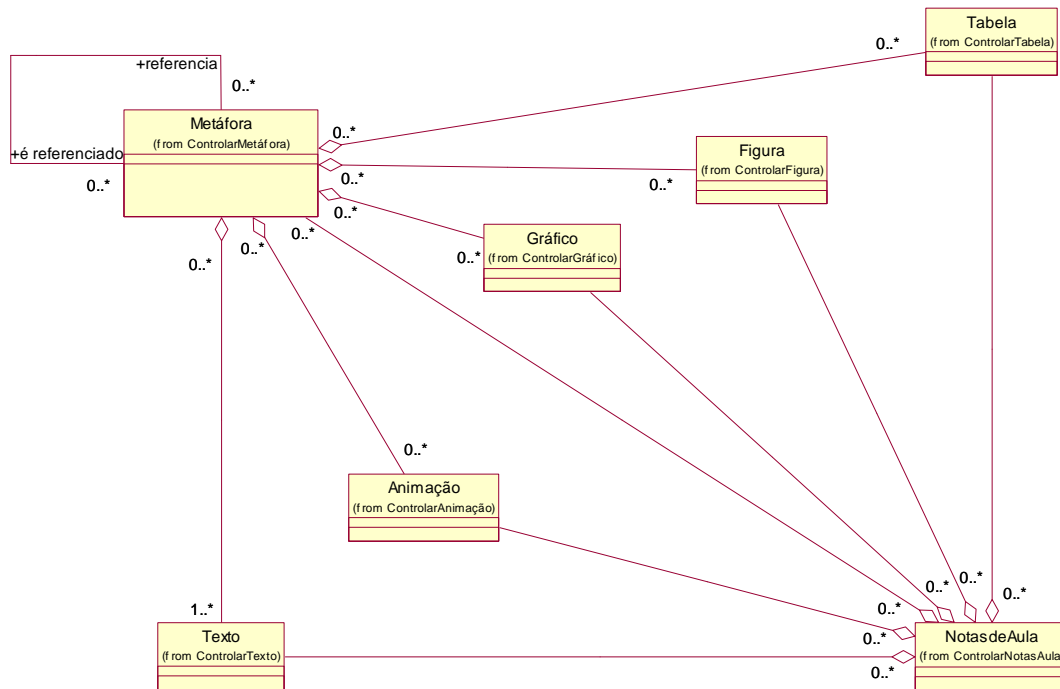 Tabela
(from ControlarTabela)
0..*
+referencia
0..*
Metáfora
(from ControlarMetáfora)
0..*
+é referenciado
0..*
Figura
(from ControlarFigura)
0..*
0..*
0..*
0..*
0..*
Gráfico
(from ControlarGráfico)
0..*
0..*
0..*
0..*
Animação
(from ControlarAnimação)
0..*
0..*
0..*
0..*
1..*
0..*
0..*
Texto
(from ControlarTexto)
NotasdeAula
(from ControlarNotasAula)